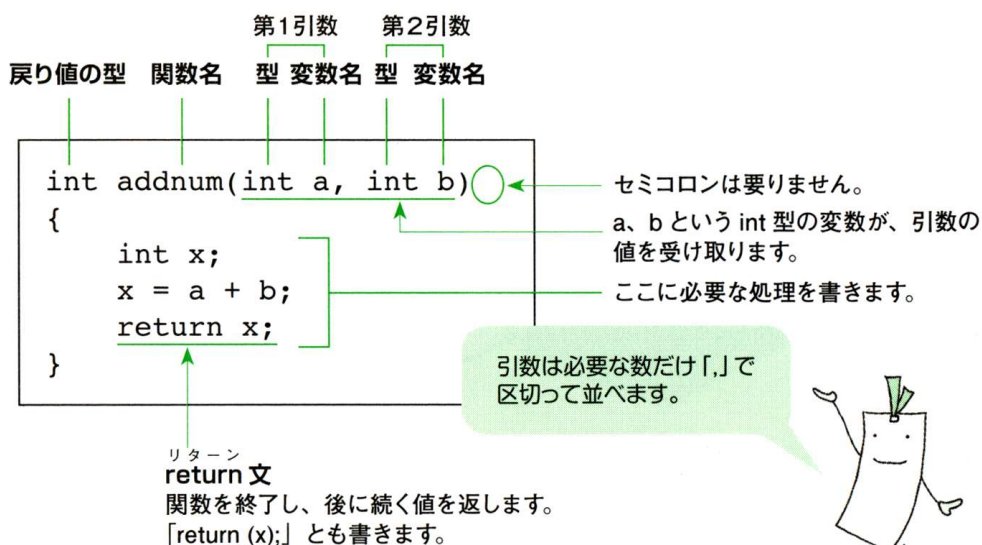 第1引数 第2引数
戻り値の型 関数名 型 変数名 型 変数名
int addnum(int a, int b)
セミコロンは要りません。
{
a、b という int 型の変数が、引数の
値を受け取ります。
int x;
x = a + b;
ここに必要な処理を書きます。
return x;
}
引数は必要な数だけ「,」で
区切って並べます。
リターン
return 文
関数を終了し、後に続く値を返します。
「return (x);」とも書きます。